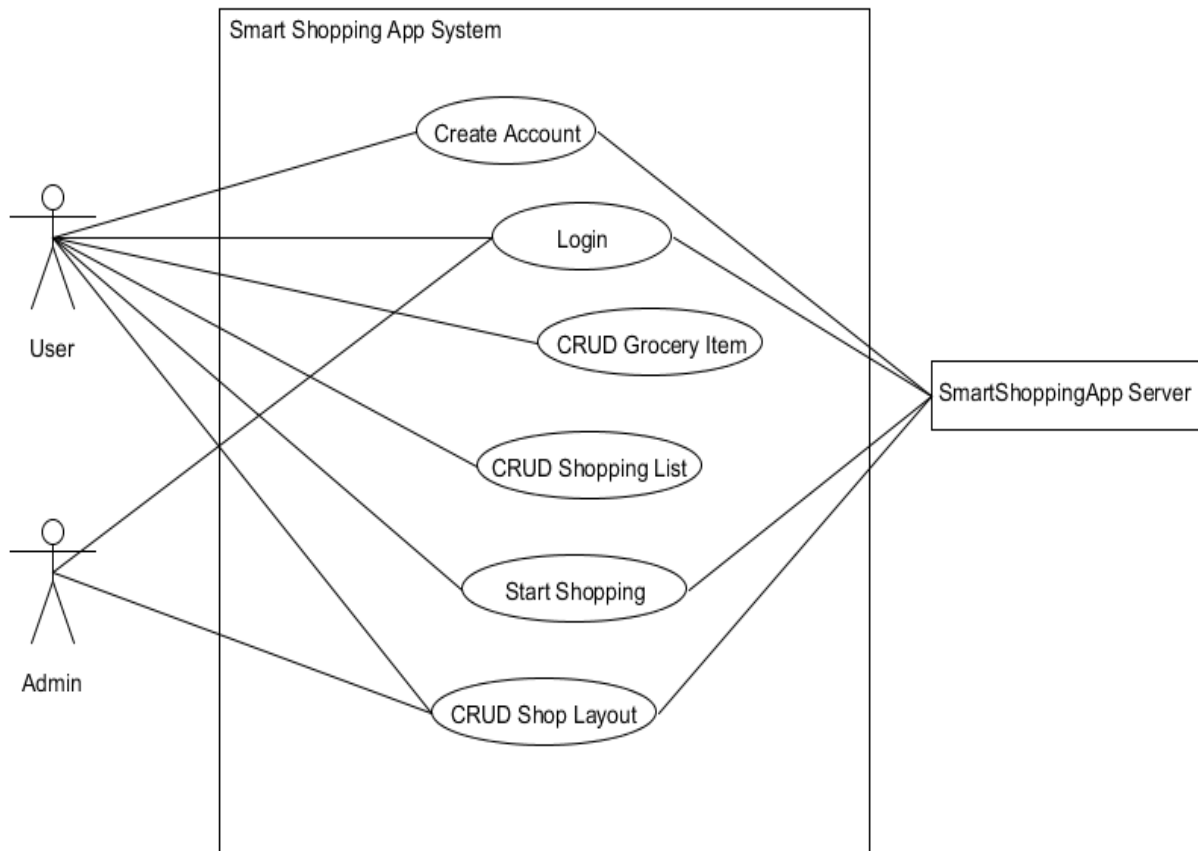 Smart Shopping App System
Create Account
Login
User
CRUD Grocery Item
SmartShoppingApp Server
CRUD Shopping List
Start Shopping
Admin
CRUD Shop Layout